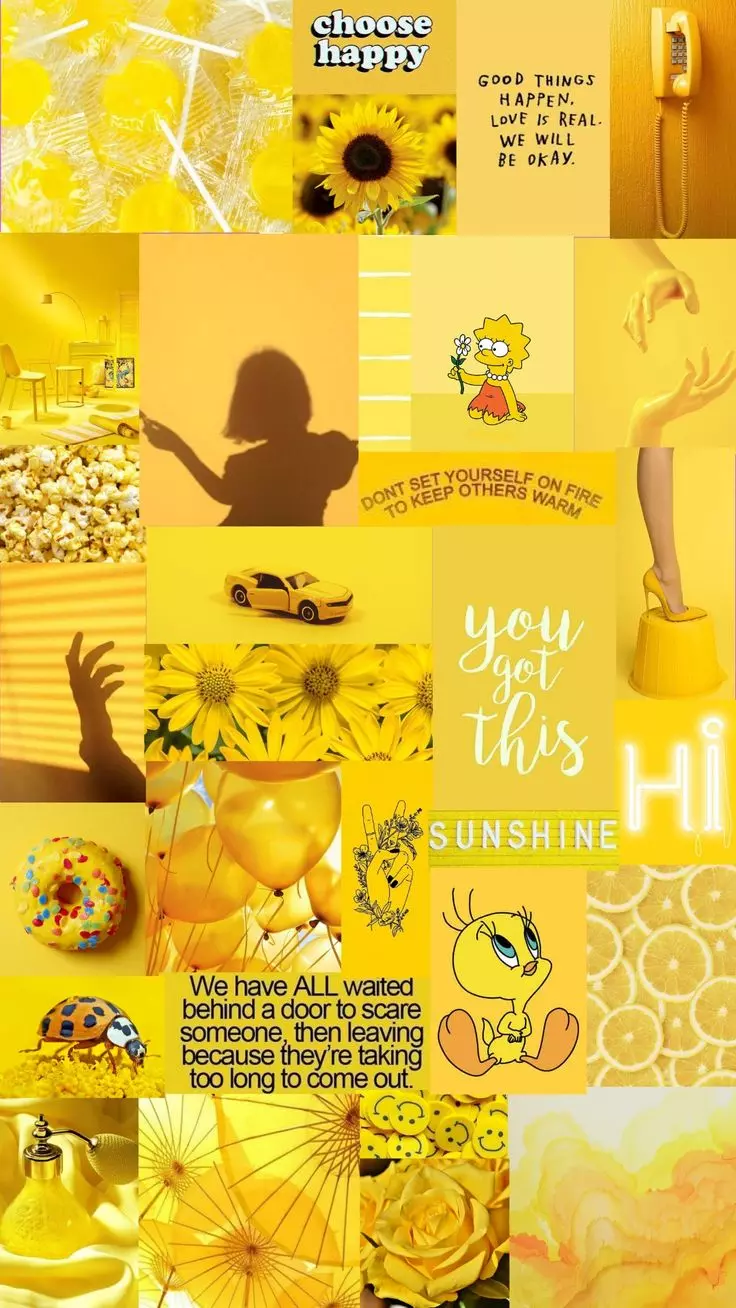 choose
happy
GOOD THINGS
HAPPEN.
LOVE IS REAL.
WE WILL
BE OKAY.
DONT SET YOURSELF ON FIRE
TO KEEP OTHERS WARM
you
got
this
Hi
SUNSHINE
We have ALL waited
behind a door to scare
someone, then leaving
because they're taking
too long to come out.